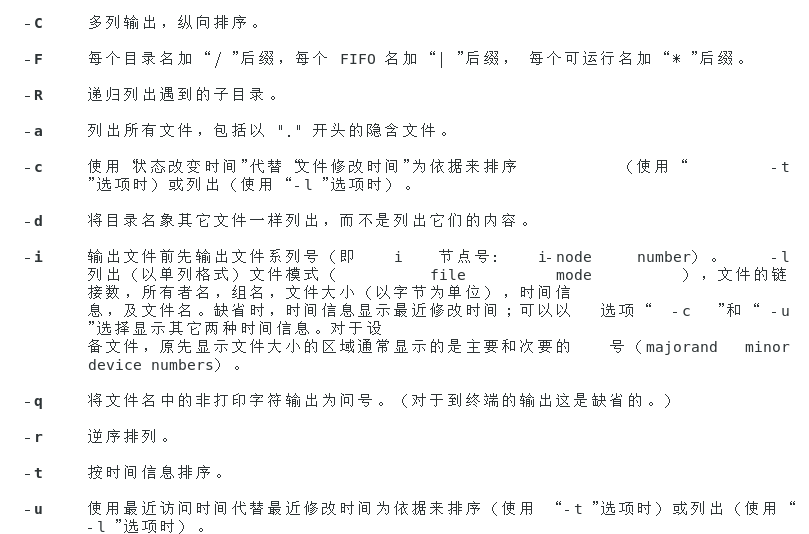 -C 多列输出，纵向排序。
-F 每个目录名加 “/ ”后缀，每个 FIFO 名加 “| ”后缀， 每个可运行名加 “* ”后缀。
-R 递归列出遇到的子目录。
-a 列出所有文件，包括以 "." 开头的隐含文件。
-c 使用 “状态改变时间”代替 “文件修改时间”为依据来排序 （使用 “ -t
”选项时）或列出（使用 “-l ”选项时）。
-d 将目录名象其它文件一样列出，而不是列出它们的内容。
-i 输出文件前先输出文件系列号（即 i 节点号: i-node number）。 -l
列出（以单列格式）文件模式（ file mode ），文件的链
接数，所有者名，组名，文件大小（以字节为单位），时间信
息，及文件名。缺省时，时间信息显示最近修改时间；可以以 选项 “ -c ”和 “ -u
”选择显示其它两种时间信息。对于设
备文件，原先显示文件大小的区域通常显示的是主要和次要的 号（majorand minor
device numbers）。
-q 将文件名中的非打印字符输出为问号。（对于到终端的输出这是缺省的。）
-r 逆序排列。
-t 按时间信息排序。
-u 使用最近访问时间代替最近修改时间为依据来排序（使用 “-t ”选项时）或列出（使用 “
-l ”选项时）。